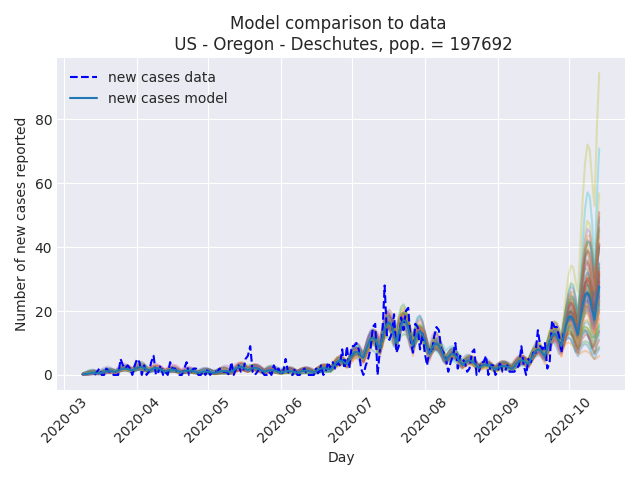 Model comparison to data
US - Oregon - Deschutes, pop. = 197692
new cases data
new cases model
Number of new cases reported
80
60
40
20
0
2020-03
2020-04
2020-05
2020-06
2020-07
2020-08
2020-09
2020-10
Day